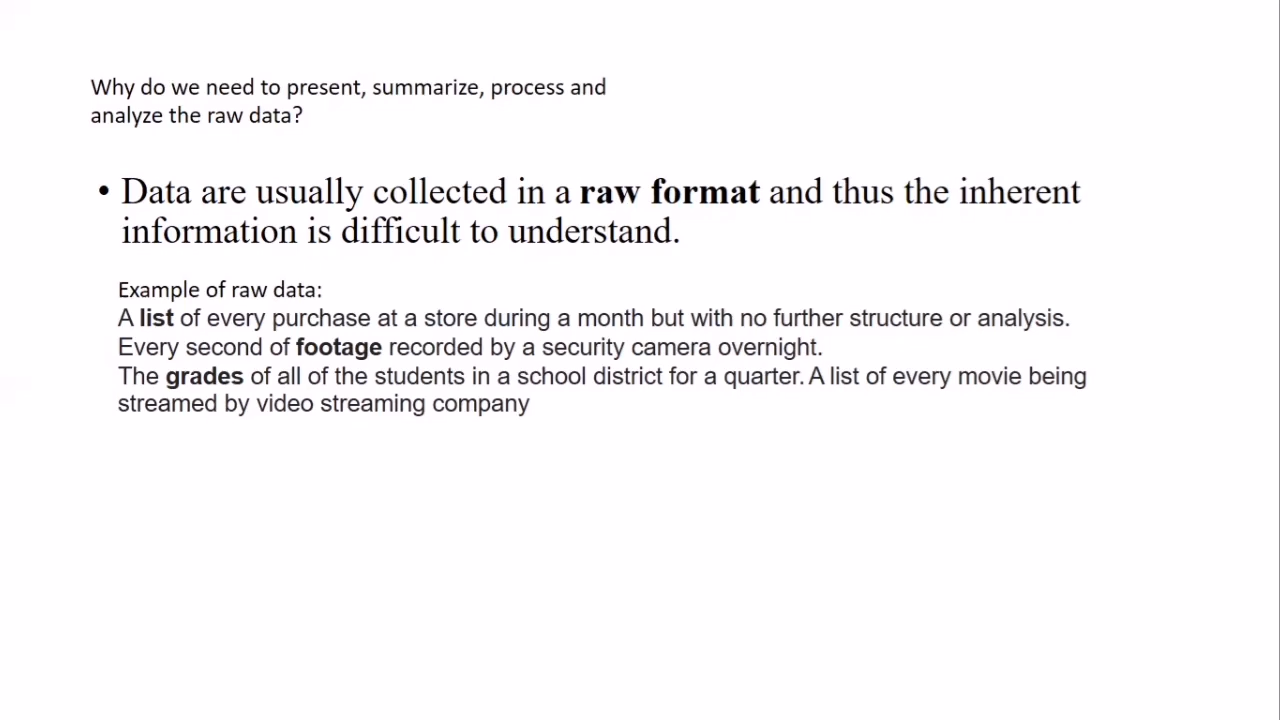 Why do we need to present, summarize, process and
analyze the raw data?
• Data are usually collected in a raw format and thus the inherent
information is difficult to understand.
Example of raw data:
A list of every purchase at a store during a month but with no further structure or analysis.
Every second of footage recorded by a security camera overnight.
The grades of all of the students in a school district for a quarter. A list of every movie being
streamed by video streaming company